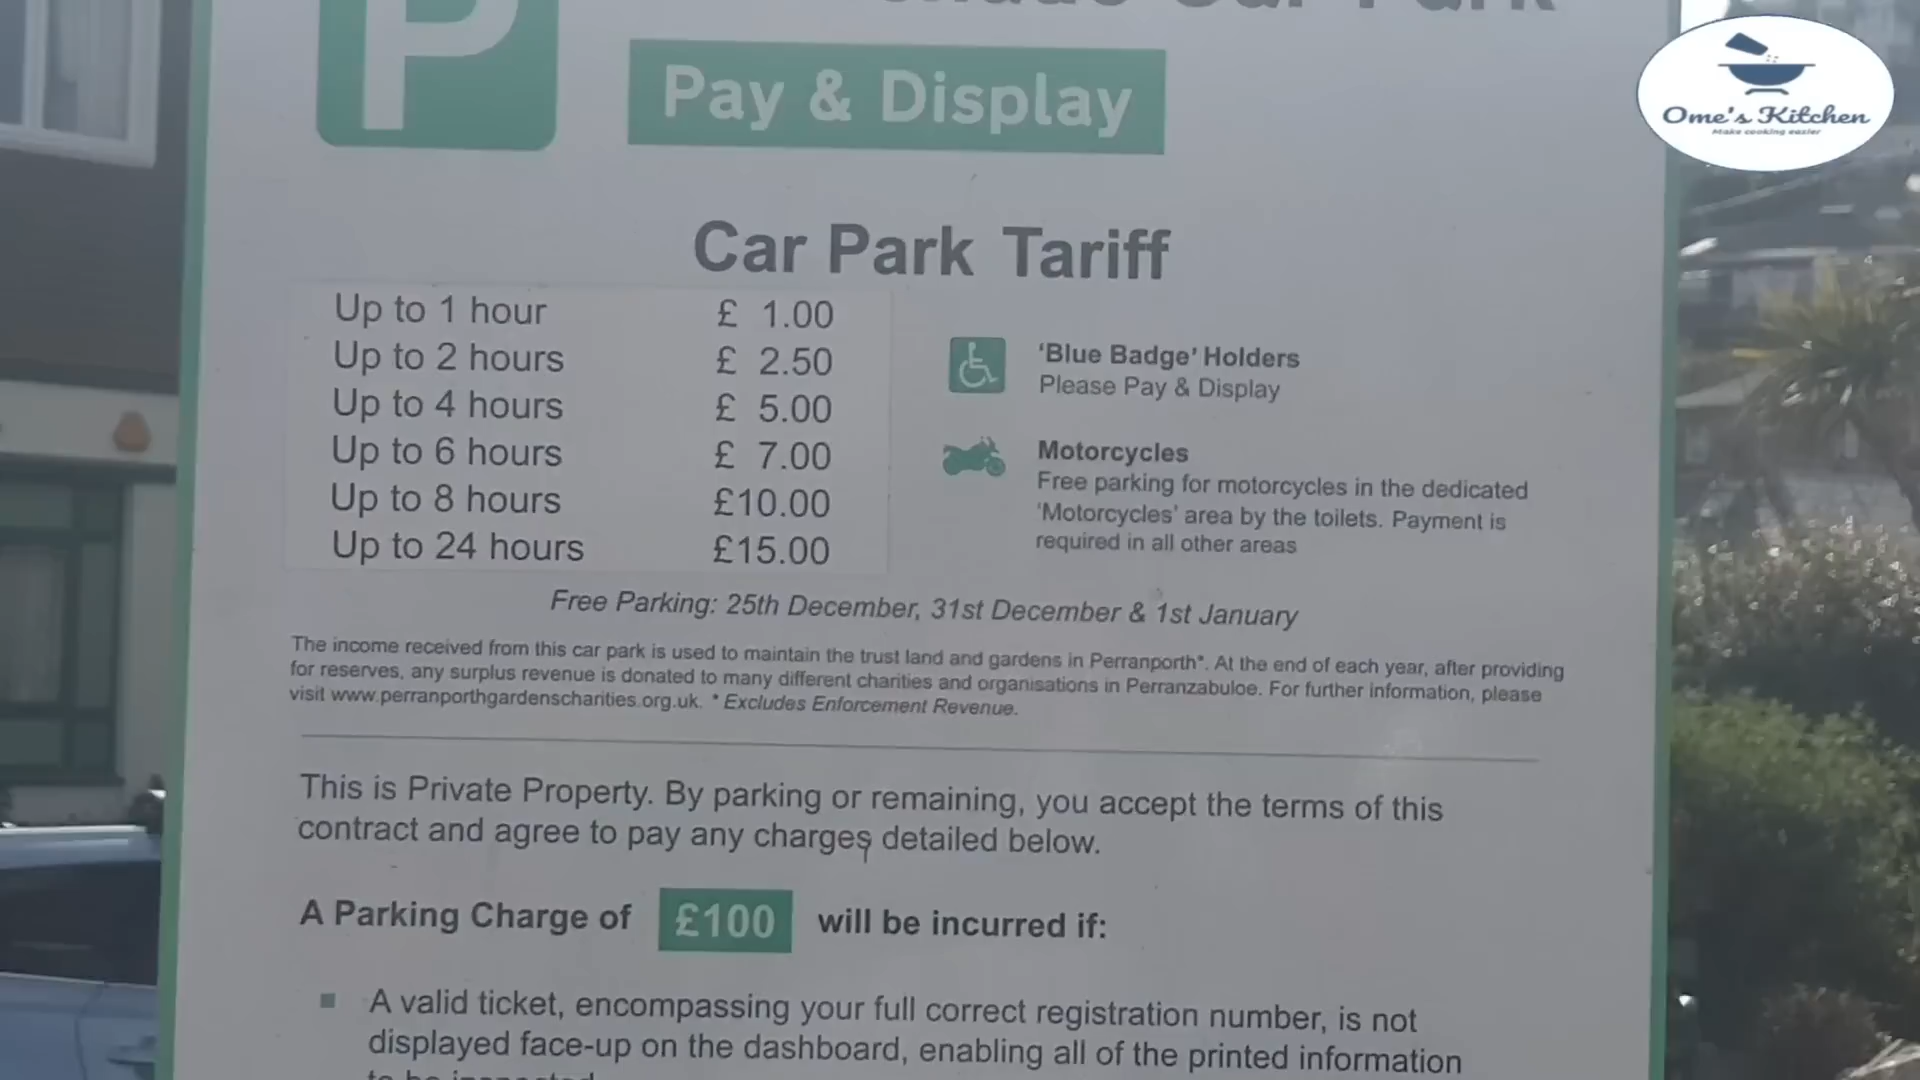 P
Car Park
Pay & Display
Ome's Kitchen
Make cooking easier
Car Park Tariff
Up to 1 hour £ 1.00
Up to 2 hours £ 2.50
Up to 4 hours £ 5.00
Up to 6 hours £ 7.00
Up to 8 hours £10.00
Up to 24 hours £15.00
'Blue Badge' Holders
Please Pay & Display
Motorcycles
Free parking for motorcycles in the dedicated
'Motorcycles' area by the toilets. Payment is
required in all other areas
Free Parking: 25th December, 31st December & 1st January
The income received from this car park is used to maintain the trust land and gardens in Perranporth*. At the end of each year, after providing
for reserves, any surplus revenue is donated to many different charities and organisations in Perranzabuloe. For further information, please
visit www.perranporthgardenscharities.org.uk. * Excludes Enforcement Revenue.
This is Private Property. By parking or remaining, you accept the terms of this
contract and agree to pay any charges detailed below.
A Parking Charge of £100 will be incurred if:
A valid ticket, encompassing your full correct registration number, is not
displayed face-up on the dashboard, enabling all of the printed information